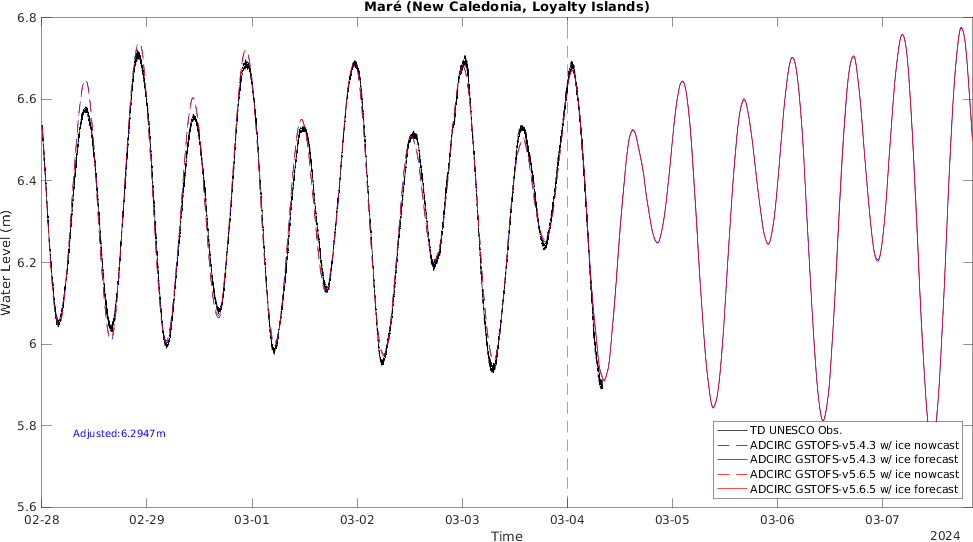 Maré (New Caledonia, Loyalty Islands)
6.8
6.6
6.4
6.2
6
5.8
5.6
Water Level (m)
Adjusted:6.2947m
TD UNESCO Obs.
ADCIRC GSTOFS-v5.4.3 w/ ice nowcast
ADCIRC GSTOFS-v5.4.3 w/ ice forecast
ADCIRC GSTOFS-v5.6.5 w/ ice nowcast
ADCIRC GSTOFS-v5.6.5 w/ ice forecast
02-28 02-29 03-01 03-02 03-03 03-04 03-05 03-06 03-07
Time
2024